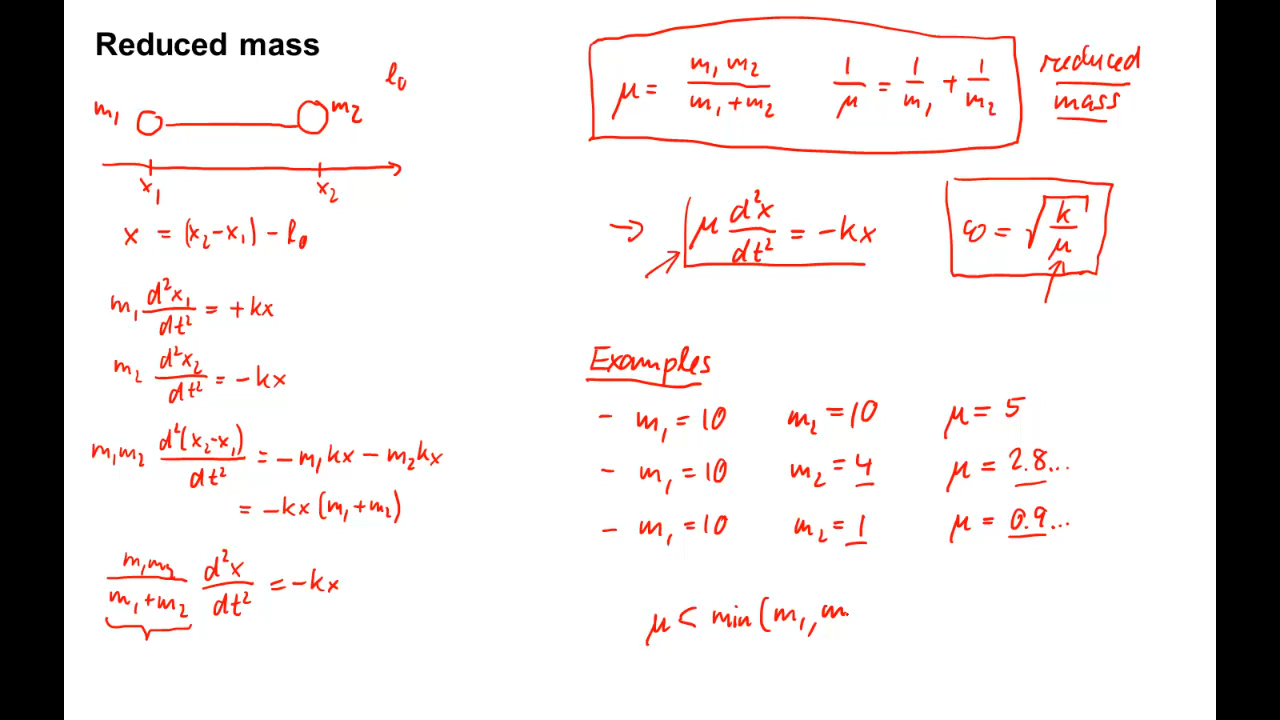 Reduced mass
l₀
m₁ m₂
x₁ x₂
x = (x₂-x₁) - l₀
m₁ d²x₁/dt² = +kx
m₂ d²x₂/dt² = -kx
m₁m₂ d²(x₂-x₁)/dt² = -m₁kx - m₂kx
= -kx (m₁+m₂)
m₁m₂/(m₁+m₂) d²x/dt² = -kx
μ = m₁m₂/(m₁+m₂) 1/μ = 1/m₁ + 1/m₂
reduced
mass
→ μ d²x/dt² = -kx
ω = √(k/μ)
Examples
- m₁ = 10 m₂ = 10 μ = 5
- m₁ = 10 m₂ = 4 μ = 2.8...
- m₁ = 10 m₂ = 1 μ = 0.9...
μ < min(m₁, m